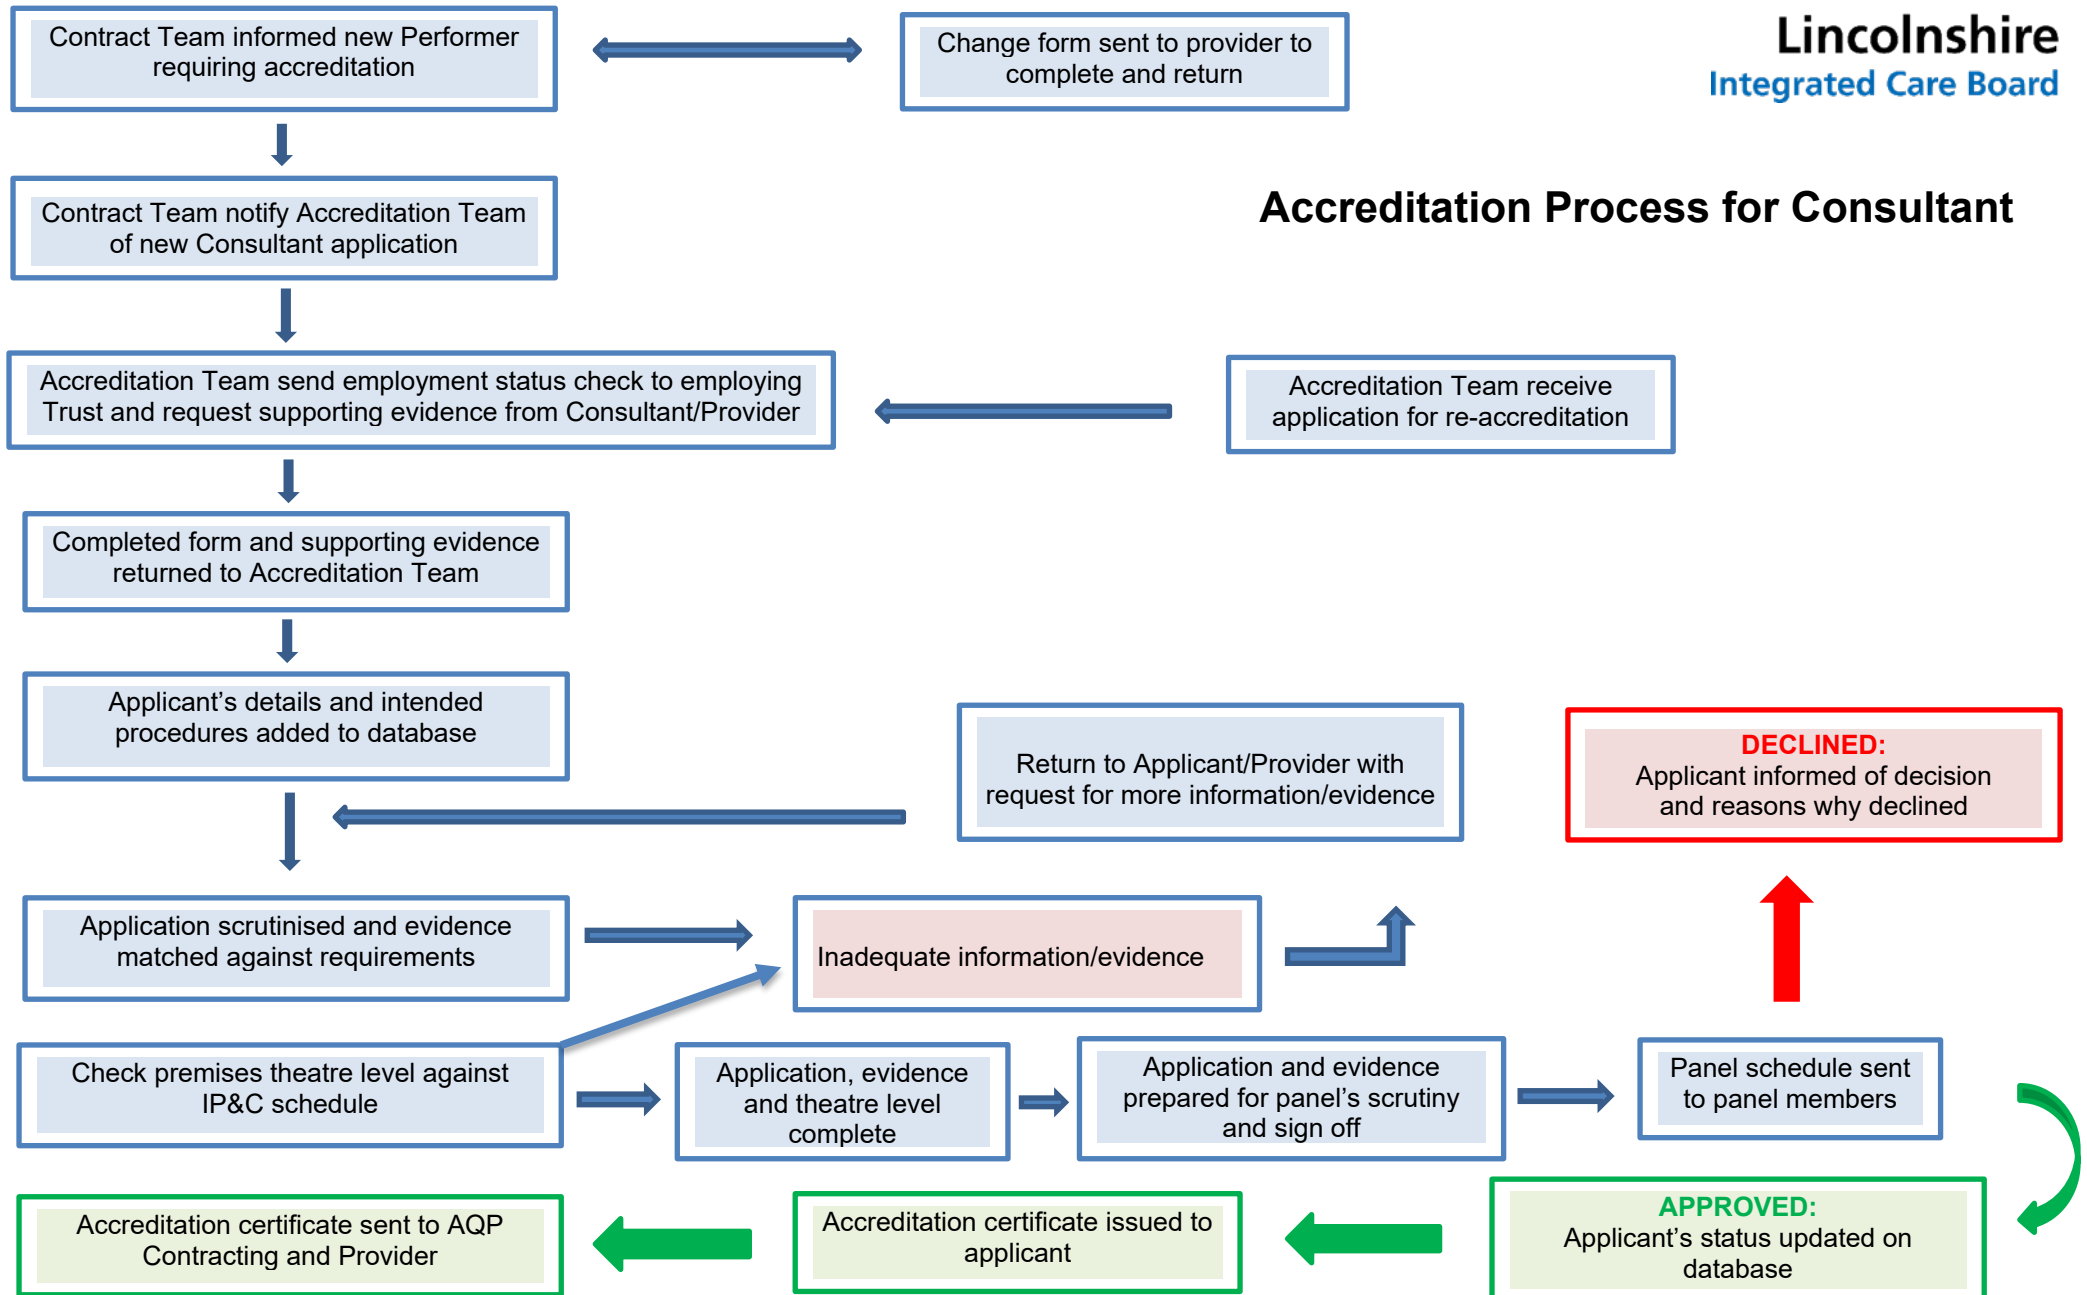 Contract Team informed new Performer
requiring accreditation
Change form sent to provider to
complete and return
Lincolnshire
Integrated Care Board
Contract Team notify Accreditation Team
of new Consultant application
Accreditation Process for Consultant
Accreditation Team send employment status check to employing
Trust and request supporting evidence from Consultant/Provider
Accreditation Team receive
application for re-accreditation
Completed form and supporting evidence
returned to Accreditation Team
Applicant’s details and intended
procedures added to database
Return to Applicant/Provider with
request for more information/evidence
DECLINED:
Applicant informed of decision
and reasons why declined
Application scrutinised and evidence
matched against requirements
Inadequate information/evidence
Check premises theatre level against
IP&C schedule
Application, evidence
and theatre level
complete
Application and evidence
prepared for panel’s scrutiny
and sign off
Panel schedule sent
to panel members
Accreditation certificate sent to AQP
Contracting and Provider
Accreditation certificate issued to
applicant
APPROVED:
Applicant’s status updated on
database